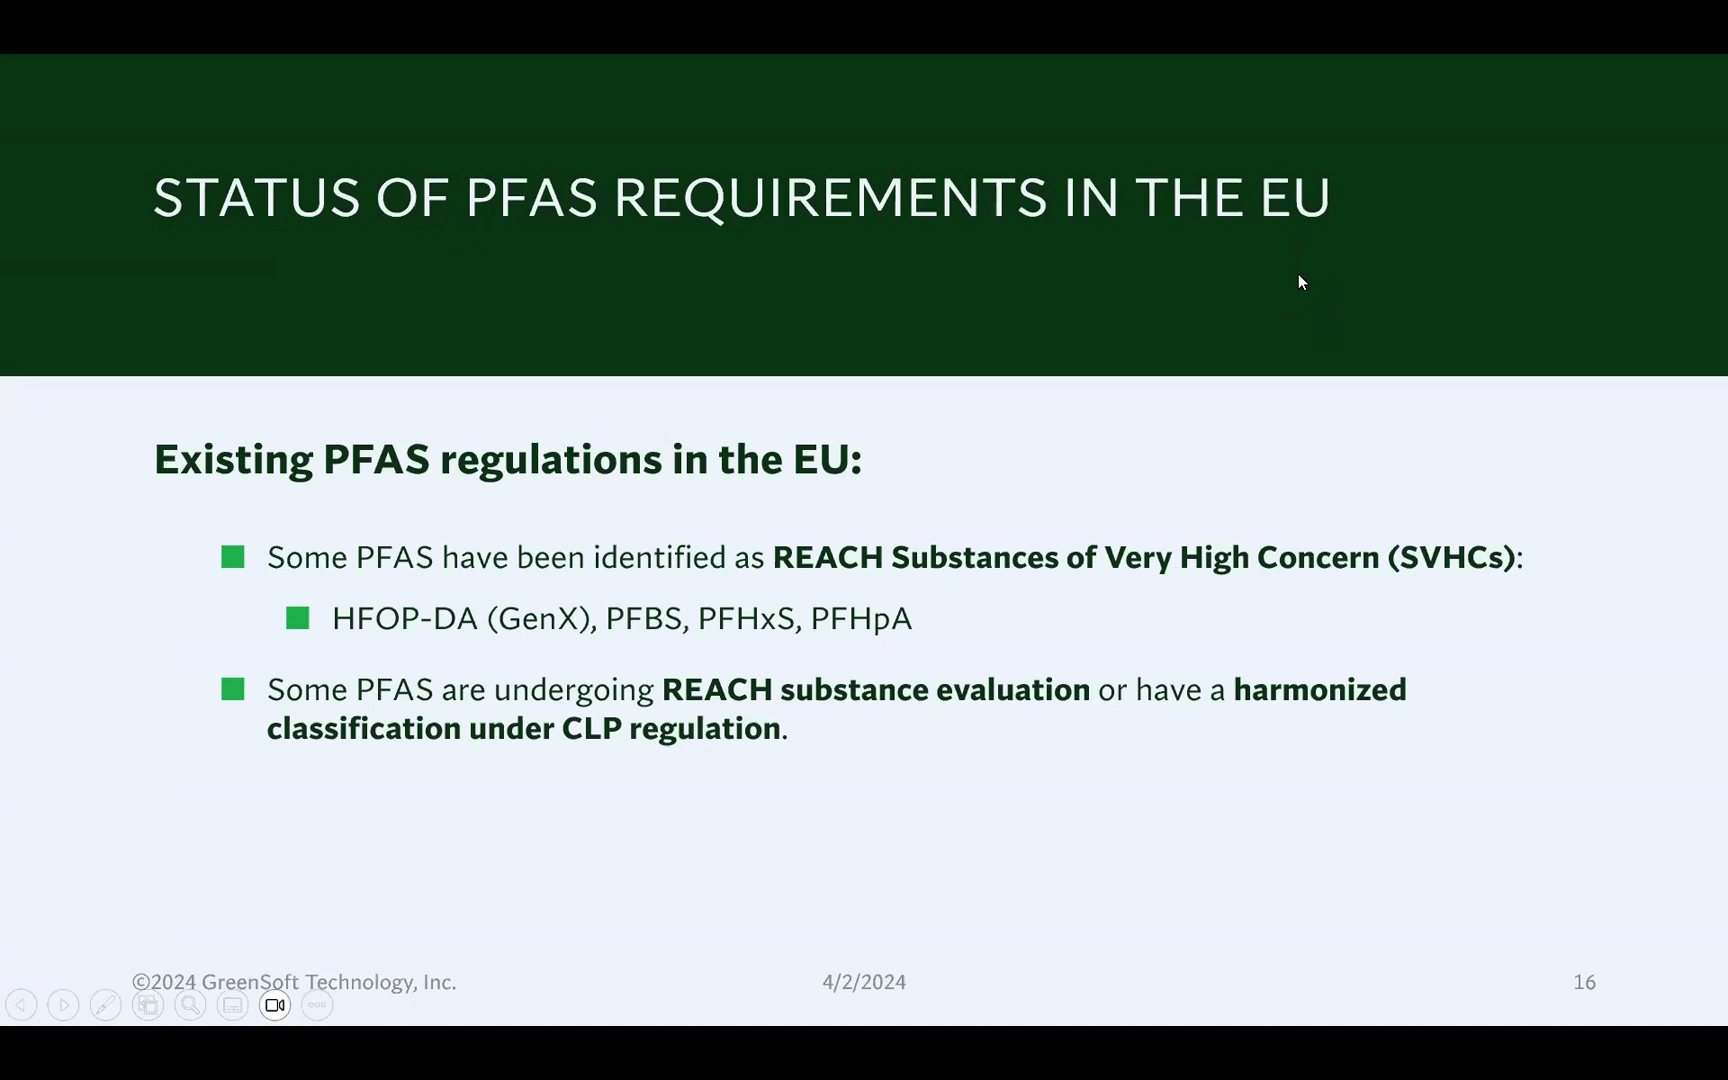 STATUS OF PFAS REQUIREMENTS IN THE EU
Existing PFAS regulations in the EU:
Some PFAS have been identified as REACH Substances of Very High Concern (SVHCs):
HFOP-DA (GenX), PFBS, PFHxS, PFHpA
Some PFAS are undergoing REACH substance evaluation or have a harmonized
classification under CLP regulation.
©2024 GreenSoft Technology, Inc.
4/2/2024
16